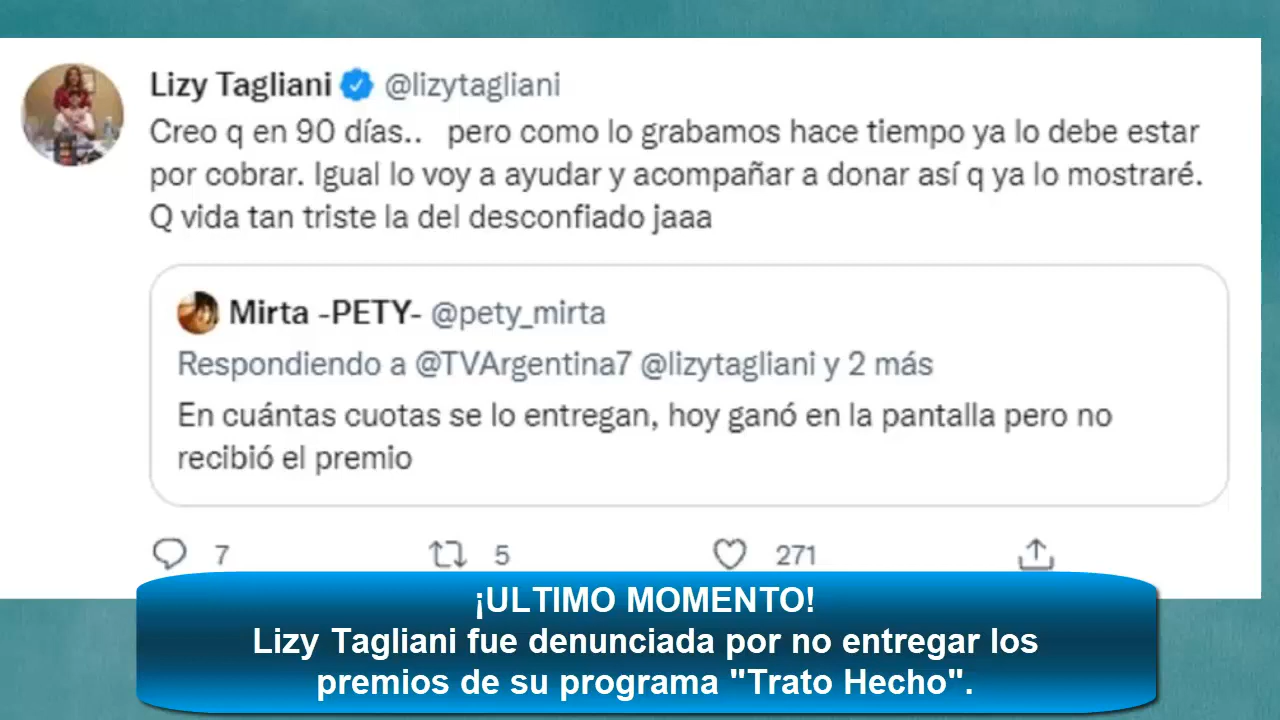 Lizy Tagliani @lizytagliani
Creo q en 90 días.. pero como lo grabamos hace tiempo ya lo debe estar
por cobrar. Igual lo voy a ayudar y acompañar a donar así q ya lo mostraré.
Q vida tan triste la del desconfiado jaaa
Mirta -PETY- @pety_mirta
Respondiendo a @TVArgentina7 @lizytagliani y 2 más
En cuántas cuotas se lo entregan, hoy ganó en la pantalla pero no
recibió el premio
7 5 271
¡ULTIMO MOMENTO!
Lizy Tagliani fue denunciada por no entregar los
premios de su programa "Trato Hecho".